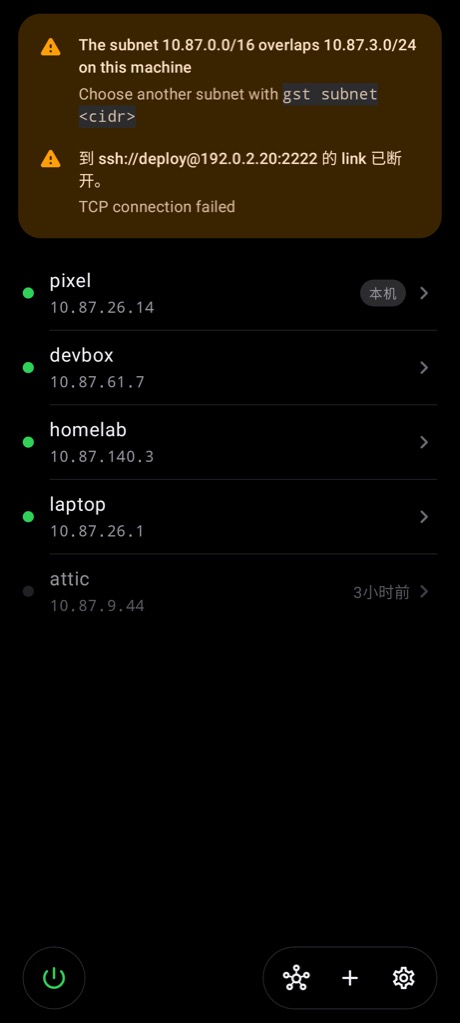 The subnet 10.87.0.0/16 overlaps 10.87.3.0/24
on this machine
Choose another subnet with gst subnet
<cidr>
到 ssh://deploy@192.0.2.20:2222 的 link 已断
开。
TCP connection failed
pixel
本机
10.87.26.14
devbox
10.87.61.7
homelab
10.87.140.3
laptop
10.87.26.1
attic
3小时前
10.87.9.44